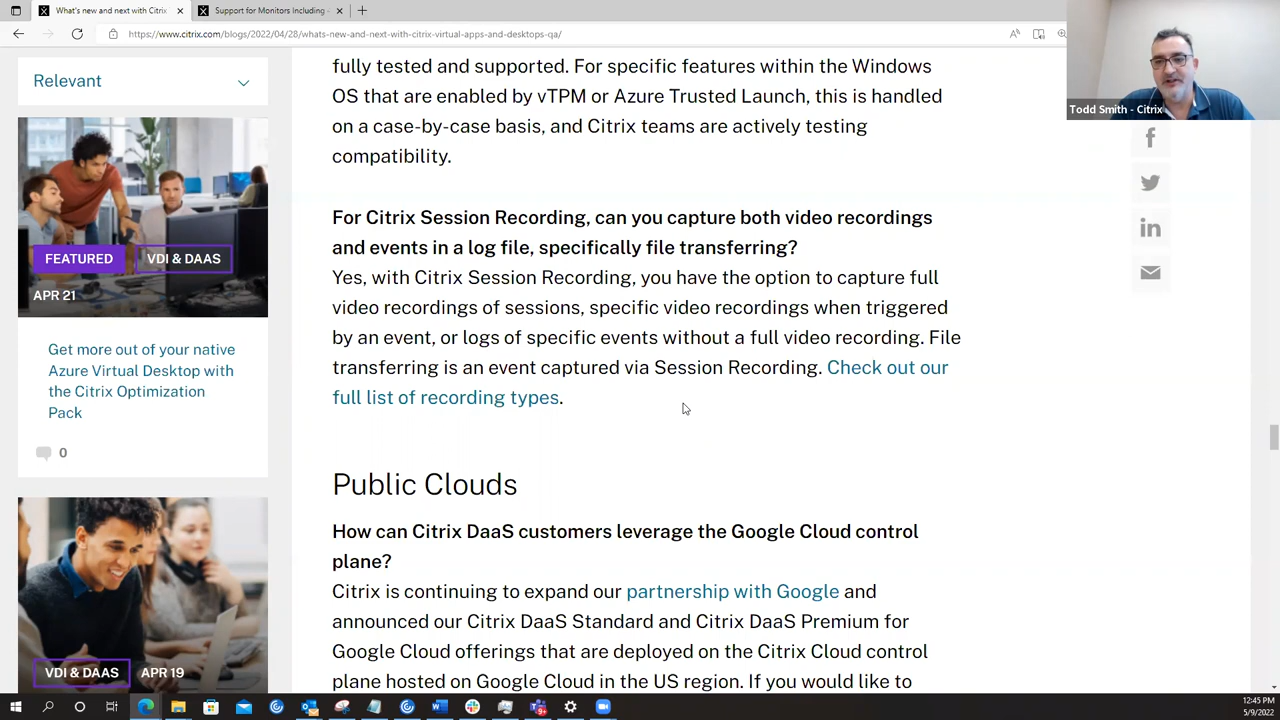 What's new and next with Citrix
Support for Monitors Including -
https://www.citrix.com/blogs/2022/04/28/whats-new-and-next-with-citrix-virtual-apps-and-desktops-qa/
Todd Smith - Citrix
Relevant
FEATURED
VDI & DAAS
APR 21
Get more out of your native
Azure Virtual Desktop with
the Citrix Optimization
Pack
0
VDI & DAAS
APR 19
fully tested and supported. For specific features within the Windows
OS that are enabled by vTPM or Azure Trusted Launch, this is handled
on a case-by-case basis, and Citrix teams are actively testing
compatibility.
For Citrix Session Recording, can you capture both video recordings
and events in a log file, specifically file transferring?
Yes, with Citrix Session Recording, you have the option to capture full
video recordings of sessions, specific video recordings when triggered
by an event, or logs of specific events without a full video recording. File
transferring is an event captured via Session Recording. Check out our
full list of recording types.
Public Clouds
How can Citrix DaaS customers leverage the Google Cloud control
plane?
Citrix is continuing to expand our partnership with Google and
announced our Citrix DaaS Standard and Citrix DaaS Premium for
Google Cloud offerings that are deployed on the Citrix Cloud control
plane hosted on Google Cloud in the US region. If you would like to
12:45 PM
5/9/2022